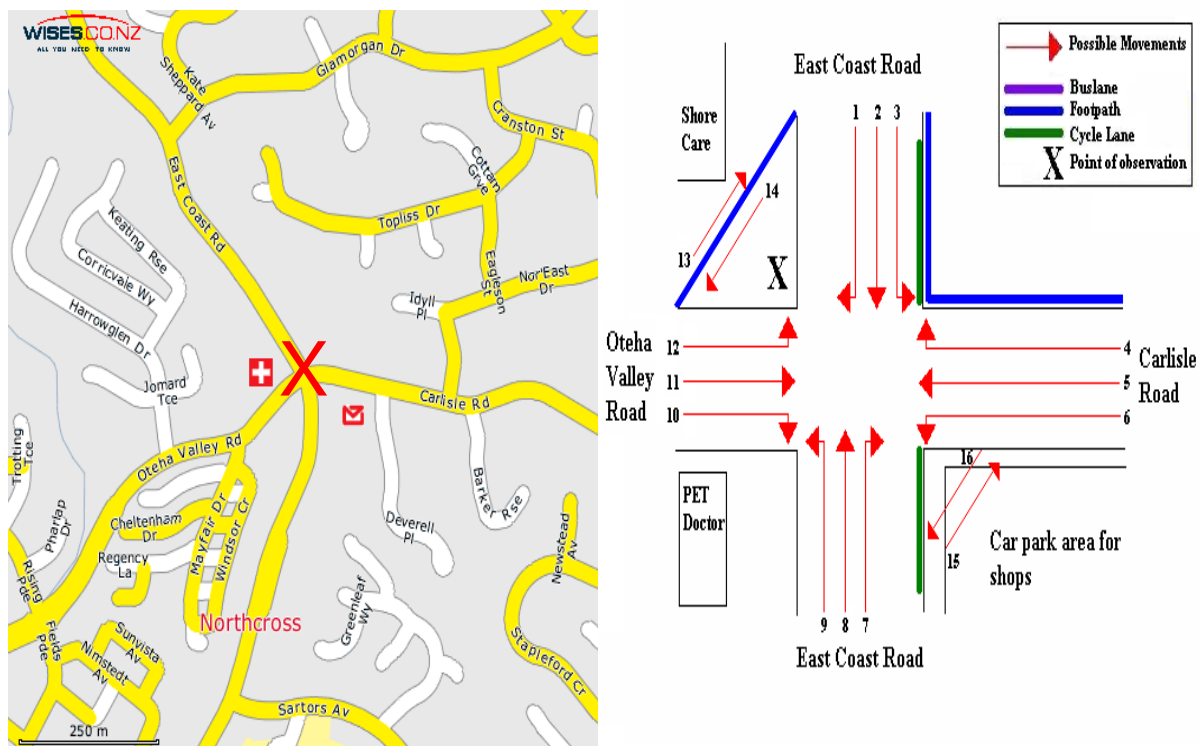 WISES.CO.NZ
ALL YOU NEED TO KNOW
Kate
Sheppard Av
Glamorgan Dr
Cranston St
East Coast Rd
Cottam
Grve
Topliss Dr
Keating Rse
Corricvale Wy
Harrowglen Dr
Eagleson
St
Nor'East
Dr
Idyll
Pl
Jomard
Tce
Carlisle Rd
Oteha Valley Rd
Trotting
Tce
Pharlap
Dr
Cheltenham
Dr
Mayfair Dr
Windsor Cr
Regency
La
Barker Rse
Deverell
Pl
Newstead
Av
Rising
Pde
Greenleaf
Wy
Northcross
Fields
Pde
Sunvista
Av
Nimstedt
Av
Stapleford Cr
Sartors Av
250 m
East Coast Road
Possible Movements
Buslane
Footpath
Cycle Lane
X Point of observation
Shore
Care
1 2 3
14
13
X
Oteha
Valley
Road
12
11
10
4
5
6
Carlisle
Road
PET
Doctor
16
15
Car park area for
shops
9 8 7
East Coast Road